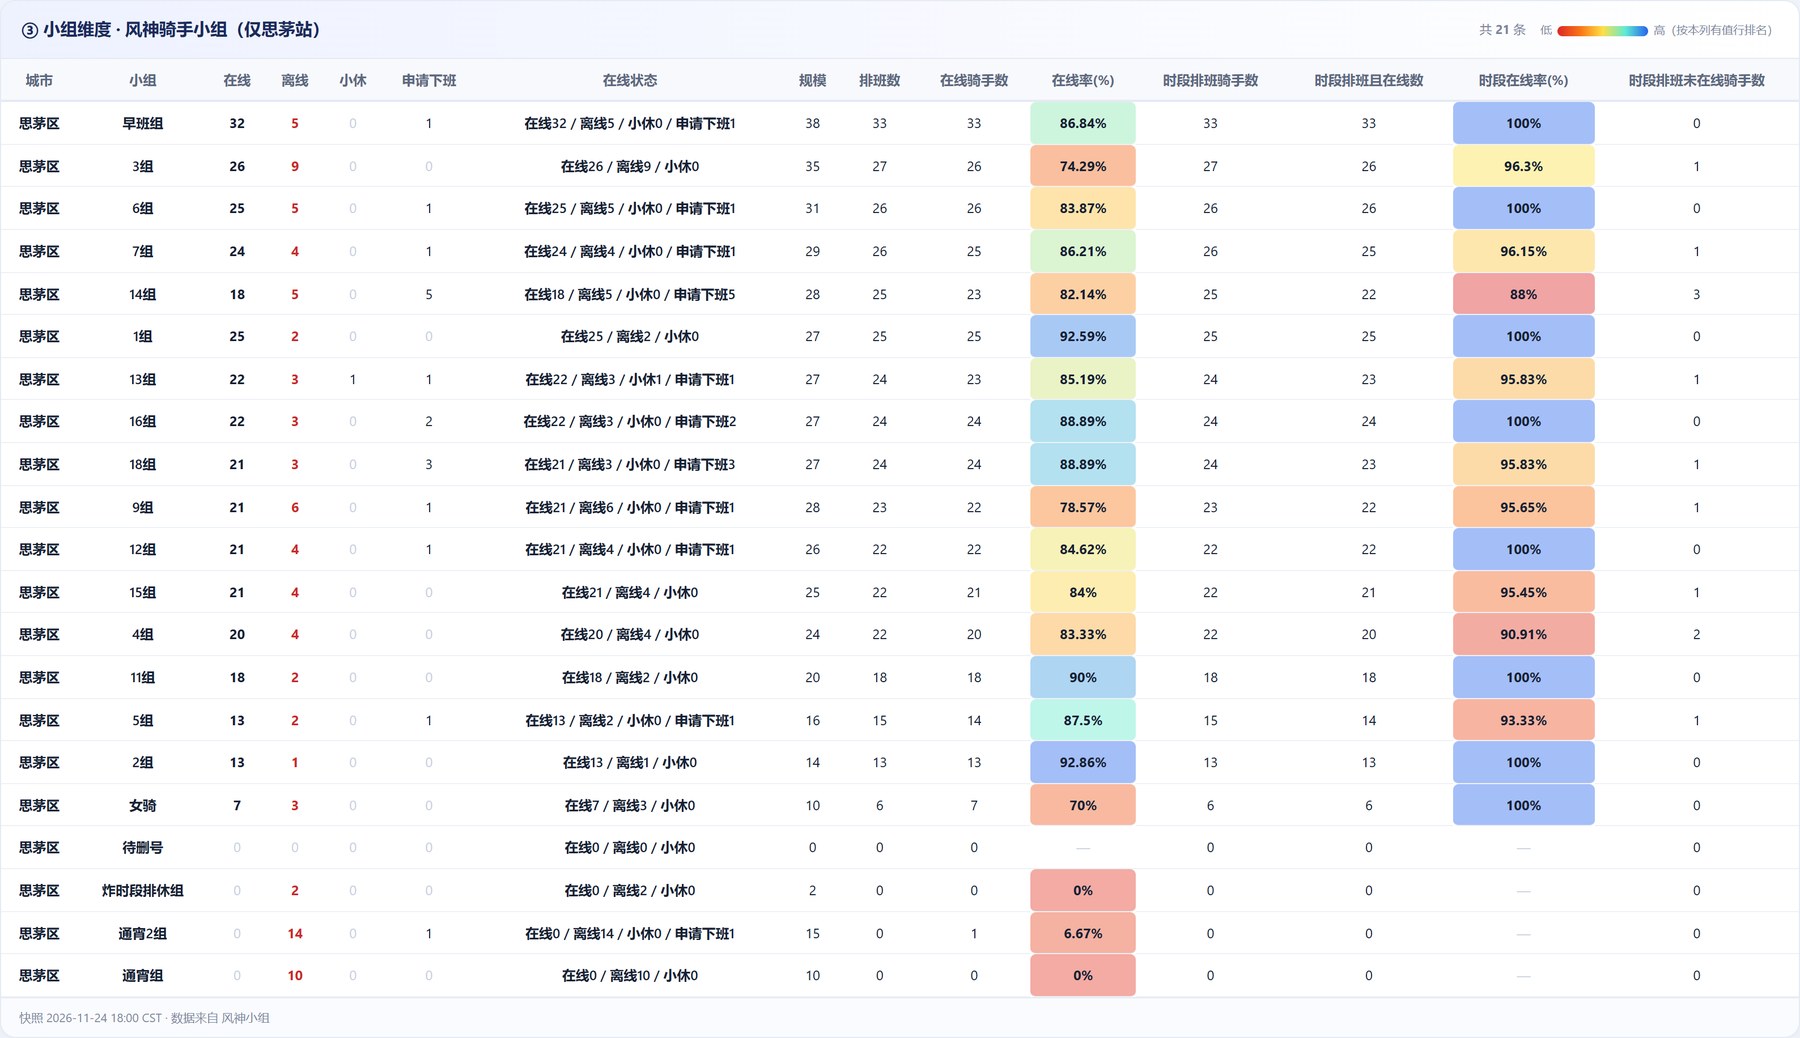 ③ 小组维度 · 风神骑手小组（仅思茅站）
共 21 条 低 高 (按本列有值行排名)
城市 小组 在线 离线 小休 申请下班 在线状态 规模 排班数 在线骑手数 在线率(%) 时段排班骑手数 时段排班且在线数 时段在线率(%) 时段排班未在线骑手数
思茅区 早班组 32 5 0 1 在线32 / 离线5 / 小休0 / 申请下班1 38 33 33 86.84% 33 33 100% 0
思茅区 3组 26 9 0 0 在线26 / 离线9 / 小休0 35 27 26 74.29% 27 26 96.3% 1
思茅区 6组 25 5 0 1 在线25 / 离线5 / 小休0 / 申请下班1 31 26 26 83.87% 26 26 100% 0
思茅区 7组 24 4 0 1 在线24 / 离线4 / 小休0 / 申请下班1 29 26 25 86.21% 26 25 96.15% 1
思茅区 14组 18 5 0 5 在线18 / 离线5 / 小休0 / 申请下班5 28 25 23 82.14% 25 22 88% 3
思茅区 1组 25 2 0 0 在线25 / 离线2 / 小休0 27 25 25 92.59% 25 25 100% 0
思茅区 13组 22 3 1 1 在线22 / 离线3 / 小休1 / 申请下班1 27 24 23 85.19% 24 23 95.83% 1
思茅区 16组 22 3 0 2 在线22 / 离线3 / 小休0 / 申请下班2 27 24 24 88.89% 24 24 100% 0
思茅区 18组 21 3 0 3 在线21 / 离线3 / 小休0 / 申请下班3 27 24 24 88.89% 24 23 95.83% 1
思茅区 9组 21 6 0 1 在线21 / 离线6 / 小休0 / 申请下班1 28 23 22 78.57% 23 22 95.65% 1
思茅区 12组 21 4 0 1 在线21 / 离线4 / 小休0 / 申请下班1 26 22 22 84.62% 22 22 100% 0
思茅区 15组 21 4 0 0 在线21 / 离线4 / 小休0 25 22 21 84% 22 21 95.45% 1
思茅区 4组 20 4 0 0 在线20 / 离线4 / 小休0 24 22 20 83.33% 22 20 90.91% 2
思茅区 11组 18 2 0 0 在线18 / 离线2 / 小休0 20 18 18 90% 18 18 100% 0
思茅区 5组 13 2 0 1 在线13 / 离线2 / 小休0 / 申请下班1 16 15 14 87.5% 15 14 93.33% 1
思茅区 2组 13 1 0 0 在线13 / 离线1 / 小休0 14 13 13 92.86% 13 13 100% 0
思茅区 女骑 7 3 0 0 在线7 / 离线3 / 小休0 10 6 7 70% 6 6 100% 0
思茅区 待删号 0 0 0 0 在线0 / 离线0 / 小休0 0 0 0 — 0 0 — 0
思茅区 炸时段排休组 0 2 0 0 在线0 / 离线2 / 小休0 2 0 0 0% 0 0 — 0
思茅区 通宵2组 0 14 0 1 在线0 / 离线14 / 小休0 / 申请下班1 15 0 1 6.67% 0 0 — 0
思茅区 通宵组 0 10 0 0 在线0 / 离线10 / 小休0 10 0 0 0% 0 0 — 0
快照 2026-11-24 18:00 CST · 数据来自 风神小组